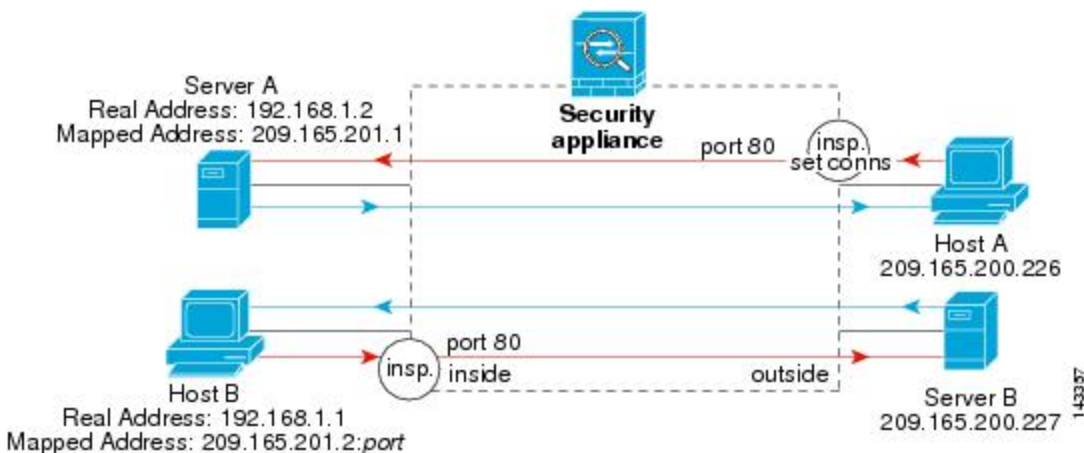 Server A
Real Address: 192.168.1.2
Mapped Address: 209.165.201.1
Security
appliance
port 80
insp.
set conns
Host A
209.165.200.226
port 80
insp.
inside
outside
Host B
Real Address: 192.168.1.1
Mapped Address: 209.165.201.2:port
Server B
209.165.200.227
143357